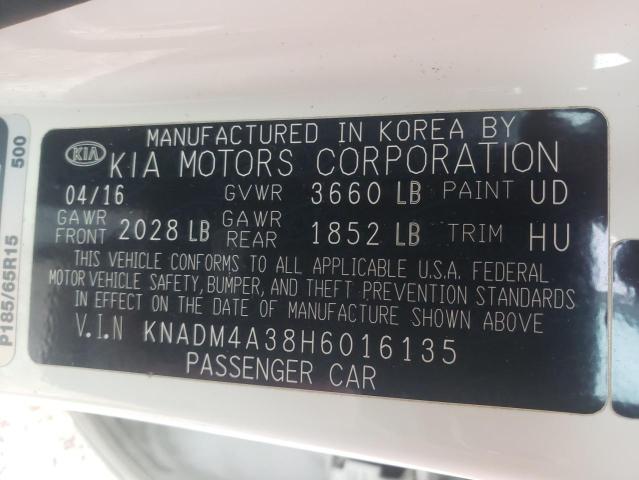 MANUFACTURED IN KOREA BY
KIA KIA MOTORS CORPORATION
04/16 GVWR 3660 LB PAINT UD
GAWR FRONT 2028 LB GAWR REAR 1852 LB TRIM HU
THIS VEHICLE CONFORMS TO ALL APPLICABLE U.S.A. FEDERAL
MOTOR VEHICLE SAFETY, BUMPER, AND THEFT PREVENTION STANDARDS
IN EFFECT ON THE DATE OF MANUFACTURE SHOWN ABOVE
V.I.N KNADM4A38H6016135
PASSENGER CAR
P185/65R15
500